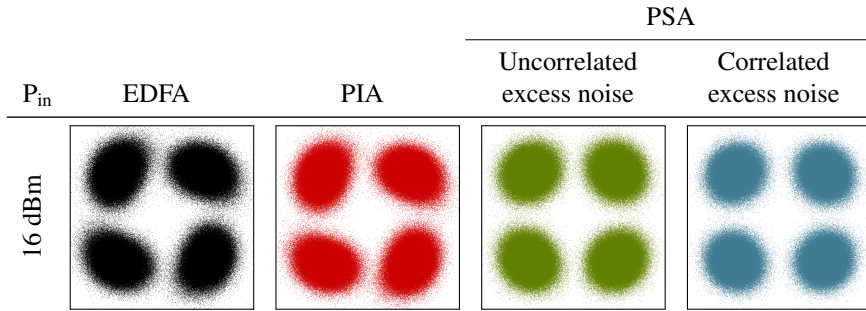 PSA
Uncorrelated Correlated
P_in EDFA PIA excess noise excess noise
16 dBm